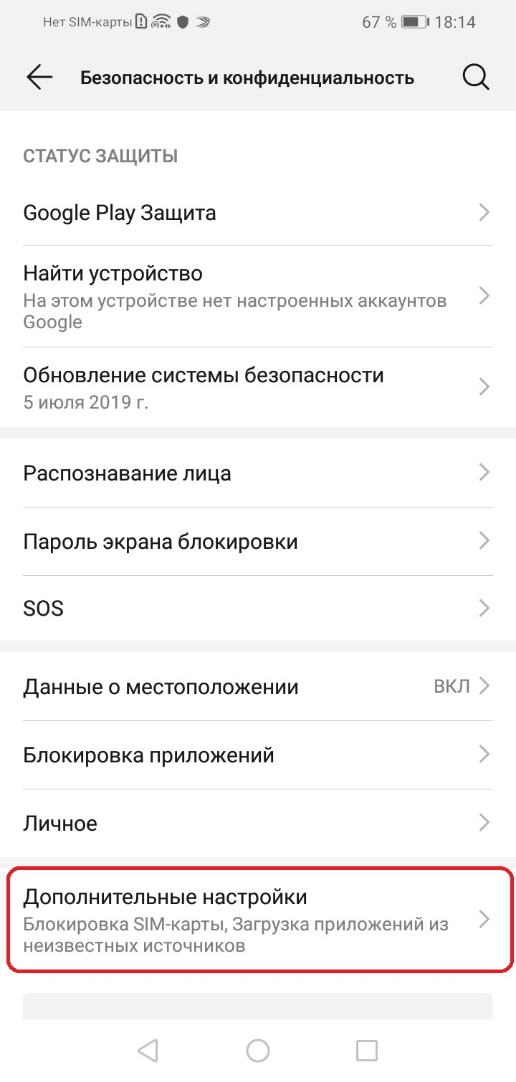 Нет SIM-карты 67 % 18:14
Безопасность и конфиденциальность
СТАТУС ЗАЩИТЫ
Google Play Защита
Найти устройство
На этом устройстве нет настроенных аккаунтов
Google
Обновление системы безопасности
5 июля 2019 г.
Распознавание лица
Пароль экрана блокировки
SOS
Данные о местоположении ВКЛ
Блокировка приложений
Личное
Дополнительные настройки
Блокировка SIM-карты, Загрузка приложений из
неизвестных источников